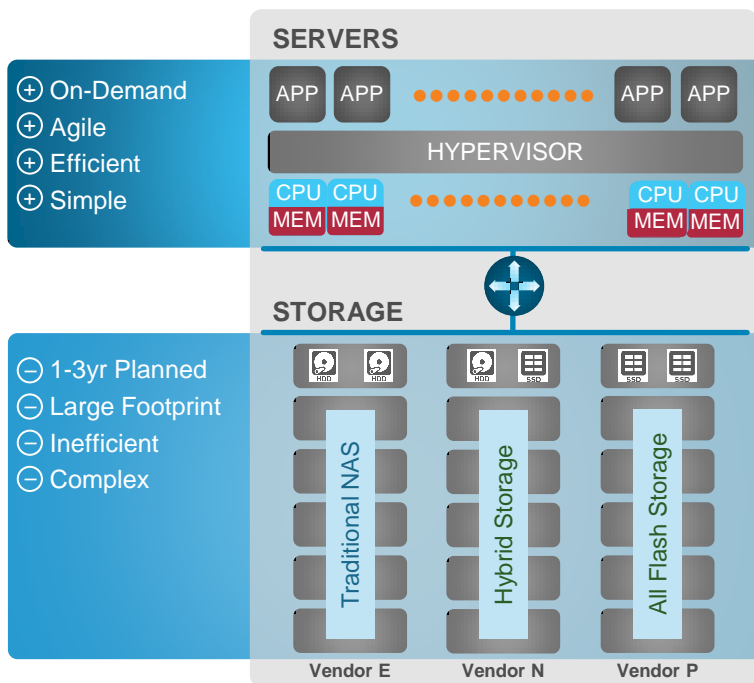 SERVERS
On-Demand
Agile
Efficient
Simple
APP APP APP APP
HYPERVISOR
CPU CPU CPU CPU
MEM MEM MEM MEM
STORAGE
1-3yr Planned
Large Footprint
Inefficient
Complex
HDD HDD HDD SSD SSD SSD
Traditional NAS
Hybrid Storage
All Flash Storage
Vendor E Vendor N Vendor P